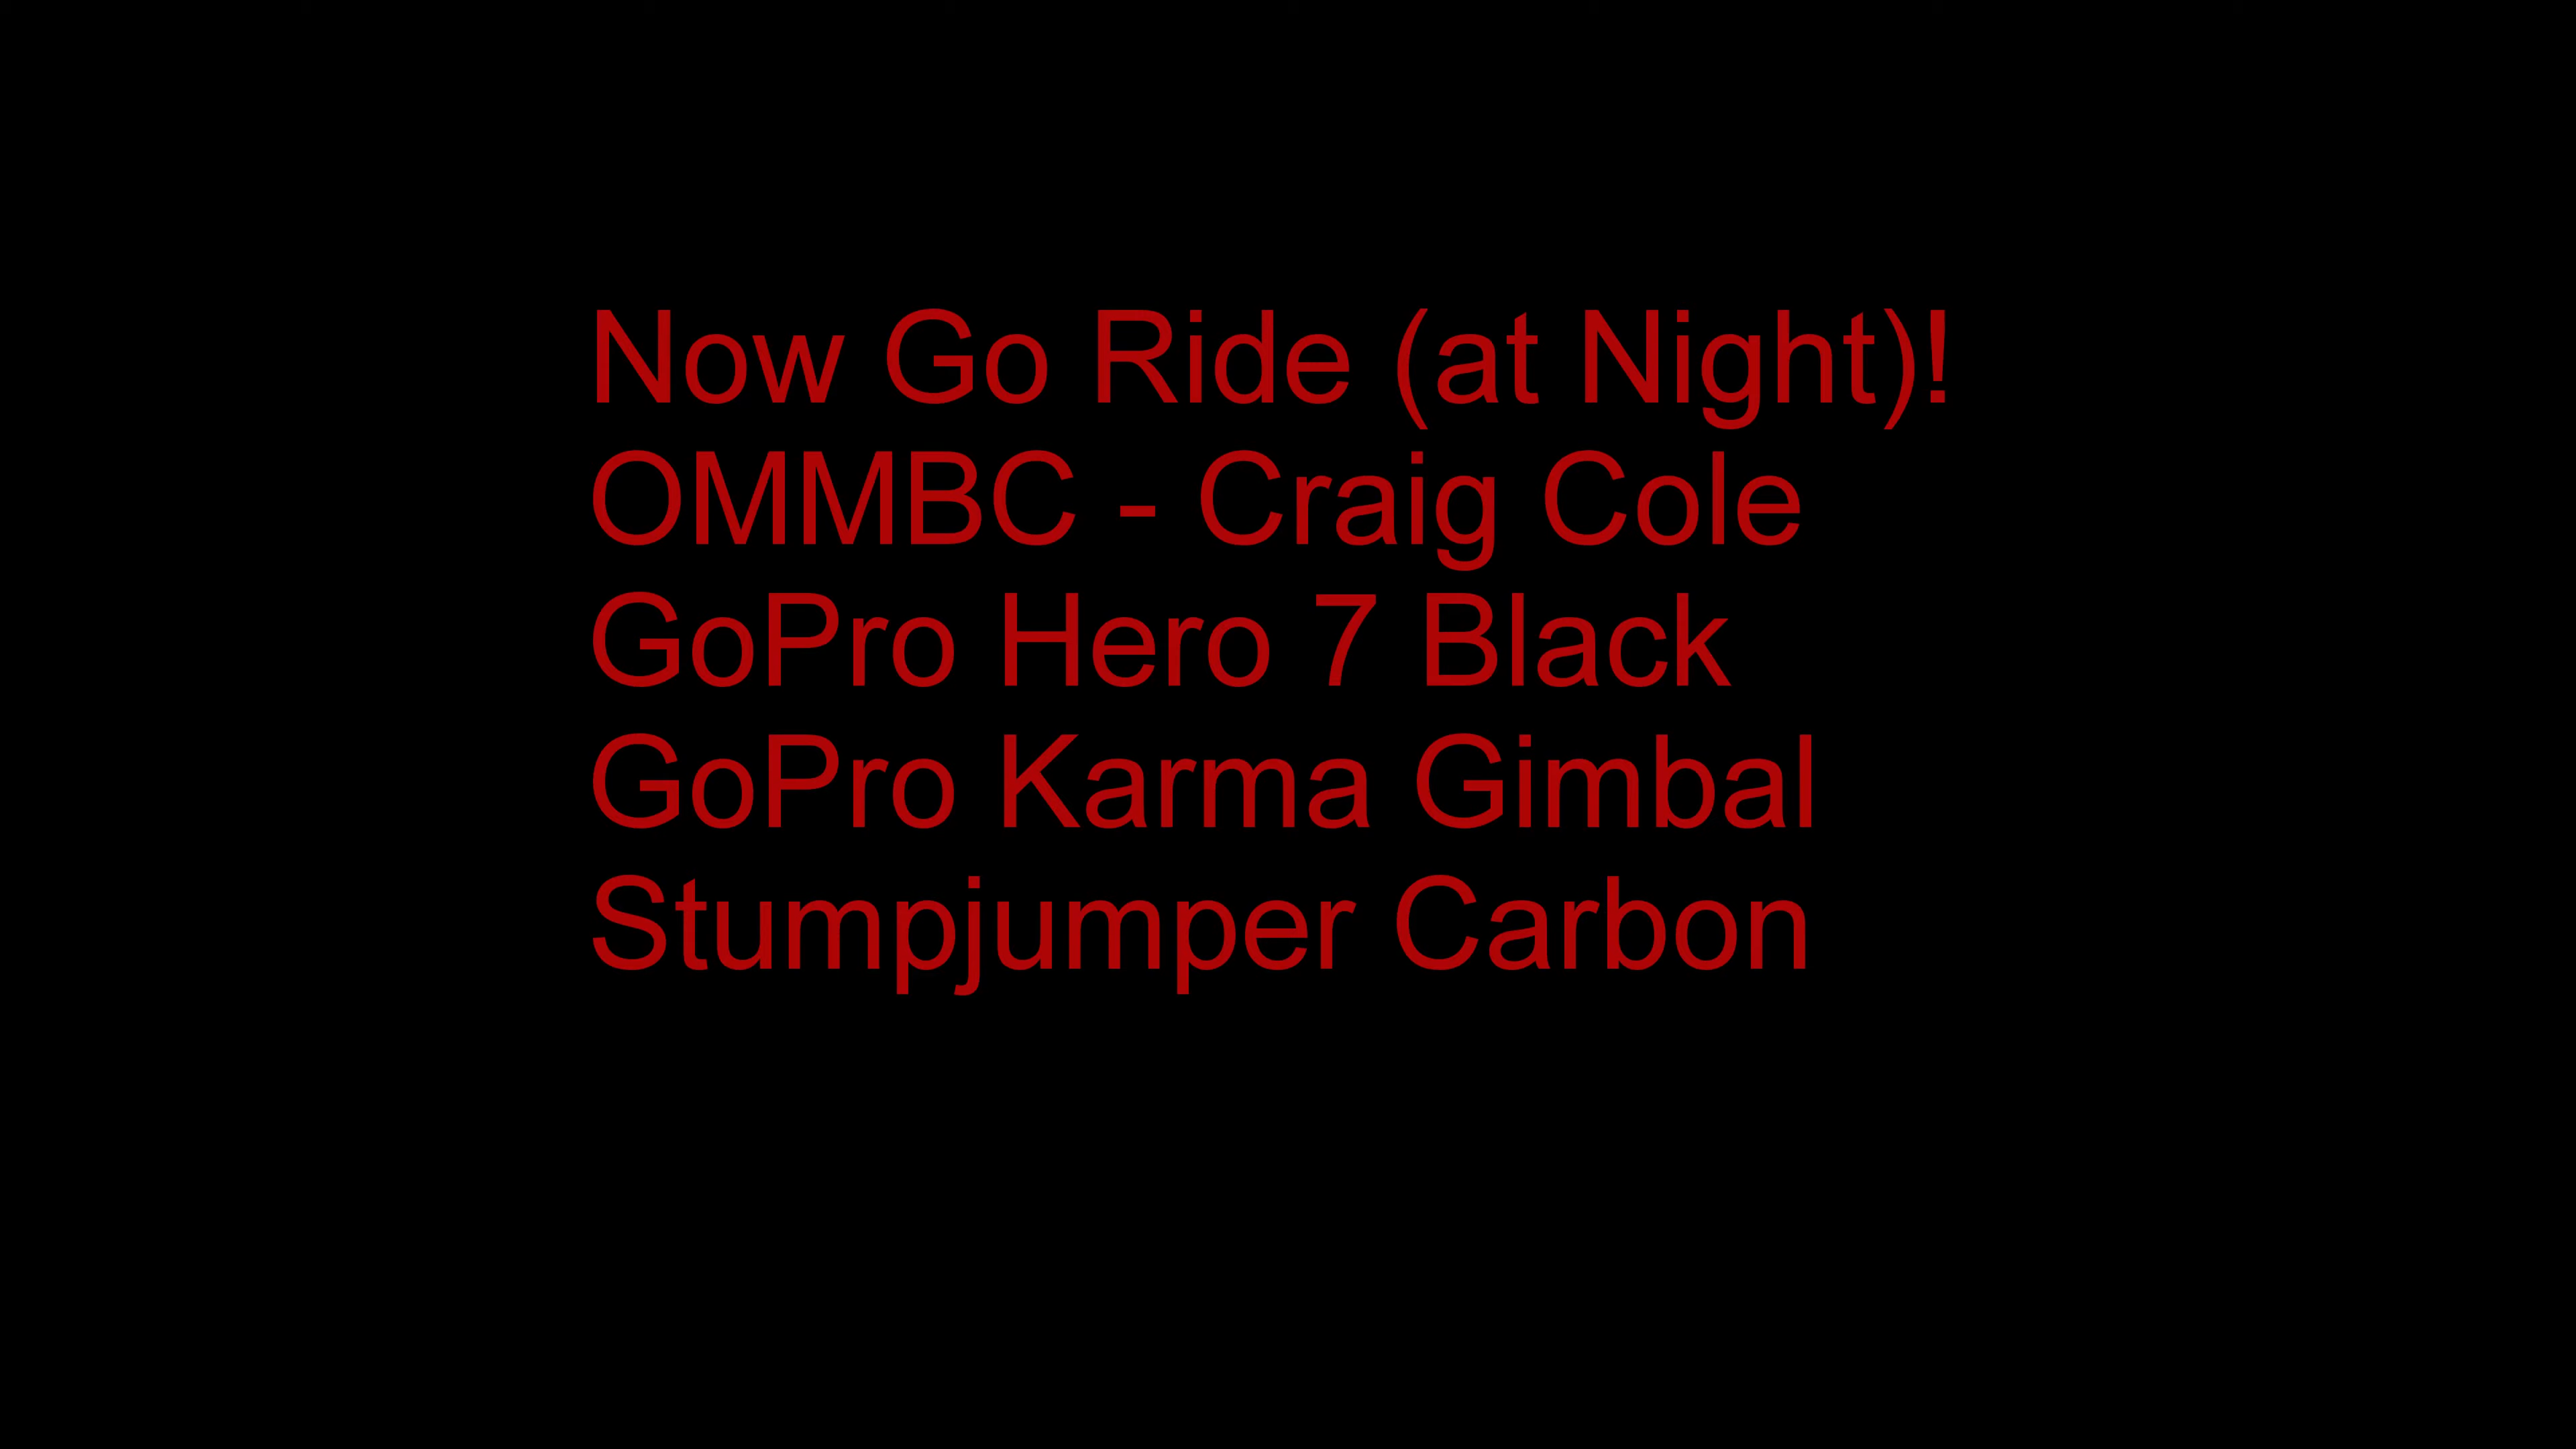 Now Go Ride (at Night)!
OMMBC - Craig Cole
GoPro Hero 7 Black
GoPro Karma Gimbal
Stumpjumper Carbon